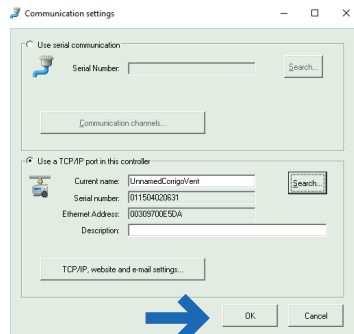 Communication settings
Use serial communication
Serial Number:
Search...
Communication channels...
Use a TCP/IP port in this controller
Current name: UnnamedCorrigoVent
Search...
Serial number: 011504020631
Ethernet Address: 00309700E5DA
Description:
TCP/IP, website and e-mail settings...
OK Cancel